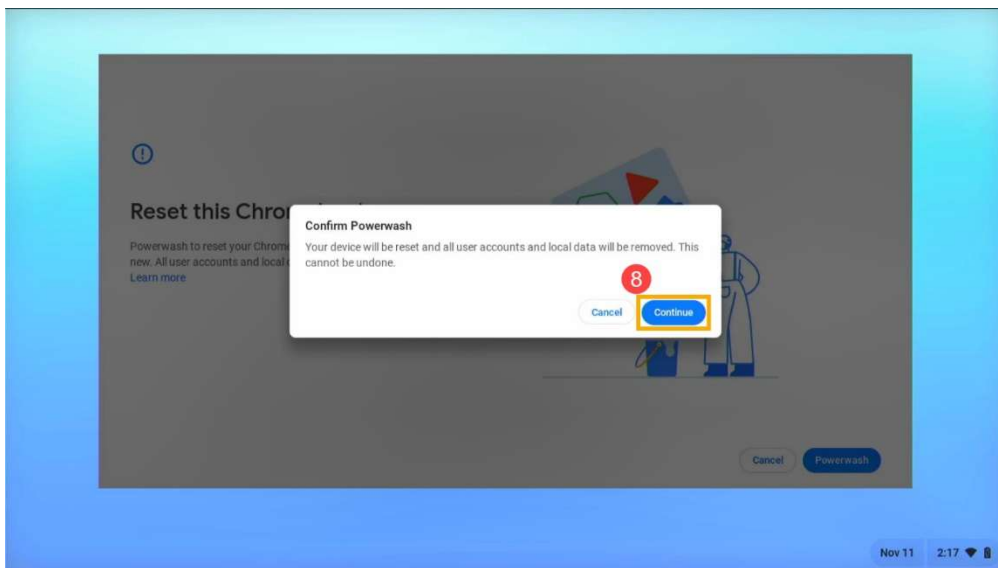 Reset this Chro
Confirm Powerwash
Powerwash to reset your Chrom
Your device will be reset and all user accounts and local data will be removed. This
new. All user accounts and local
cannot be undone.
Learn more
8
Cancel
Continue
Cancel
Powerwash
Nov 11
2:17